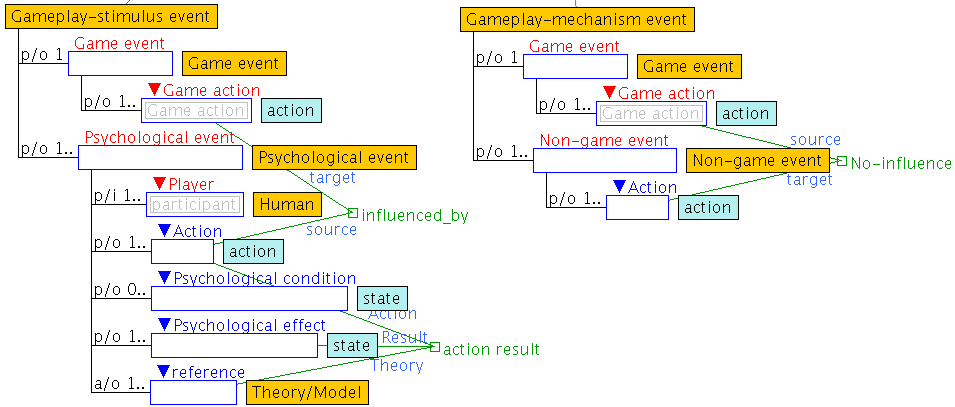 Gameplay-stimulus event
p/o 1
Game event
Game event
p/o 1..
Game action
Game action
action
Psychological event
p/o 1..
Psychological event
target
p/i 1..
Player
participant
Human
influenced_by
source
p/o 1..
Action
action
p/o 0..
Psychological condition
state
Action
p/o 1..
Psychological effect
state
Result
action result
Theory
a/o 1..
reference
Theory/Model
Gameplay-mechanism event
p/o 1
Game event
Game event
p/o 1..
Game action
Game action
action
source
Non-game event
p/o 1..
Non-game event
No-influence
target
p/o 1..
Action
action